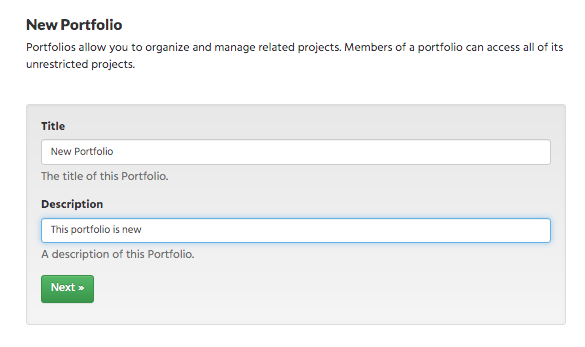 New Portfolio
Portfolios allow you to organize and manage related projects. Members of a portfolio can access all of its
unrestricted projects.
Title
New Portfolio
The title of this Portfolio.
Description
This portfolio is new
A description of this Portfolio.
Next »